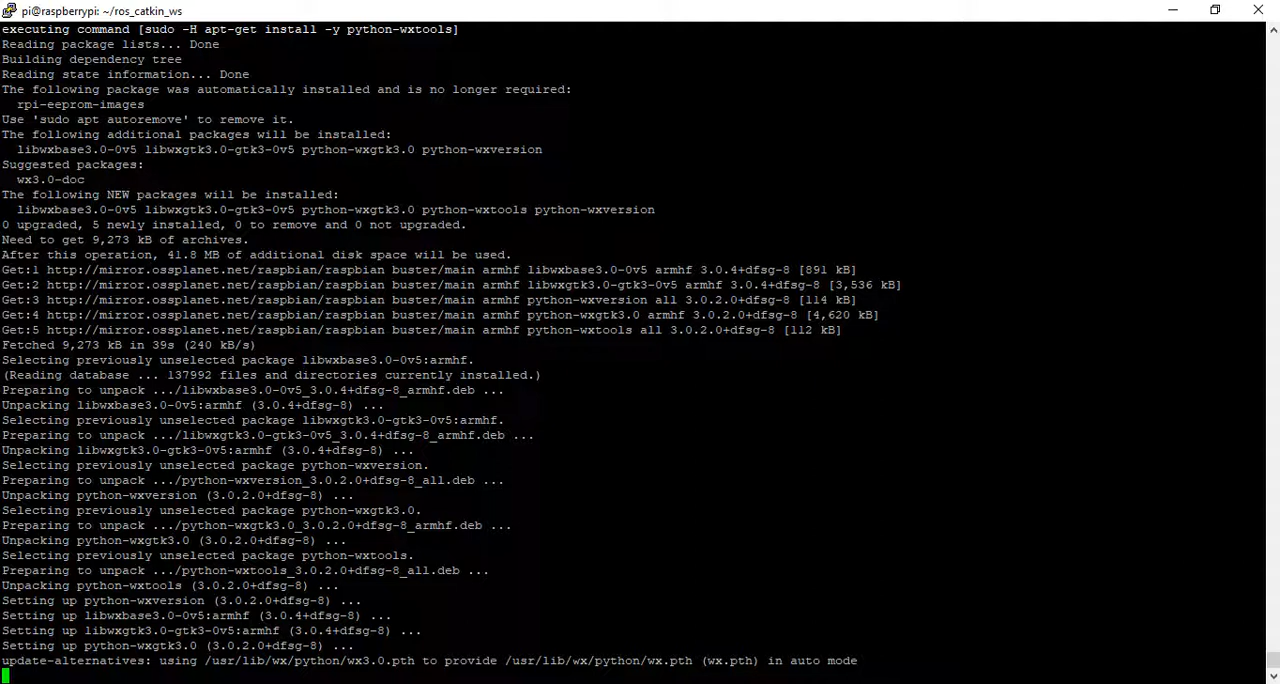 pi@raspberrypi: ~/ros_catkin_ws
executing command [sudo -H apt-get install -y python-wxtools]
Reading package lists... Done
Building dependency tree
Reading state information... Done
The following package was automatically installed and is no longer required:
  rpi-eeprom-images
Use 'sudo apt autoremove' to remove it.
The following additional packages will be installed:
  libwxbase3.0-0v5 libwxgtk3.0-gtk3-0v5 python-wxgtk3.0 python-wxversion
Suggested packages:
  wx3.0-doc
The following NEW packages will be installed:
  libwxbase3.0-0v5 libwxgtk3.0-gtk3-0v5 python-wxgtk3.0 python-wxtools python-wxversion
0 upgraded, 5 newly installed, 0 to remove and 0 not upgraded.
Need to get 9,273 kB of archives.
After this operation, 41.8 MB of additional disk space will be used.
Get:1 http://mirror.ossplanet.net/raspbian/raspbian buster/main armhf libwxbase3.0-0v5 armhf 3.0.4+dfsg-8 [891 kB]
Get:2 http://mirror.ossplanet.net/raspbian/raspbian buster/main armhf libwxgtk3.0-gtk3-0v5 armhf 3.0.4+dfsg-8 [3,536 kB]
Get:3 http://mirror.ossplanet.net/raspbian/raspbian buster/main armhf python-wxversion all 3.0.2.0+dfsg-8 [114 kB]
Get:4 http://mirror.ossplanet.net/raspbian/raspbian buster/main armhf python-wxgtk3.0 armhf 3.0.2.0+dfsg-8 [4,620 kB]
Get:5 http://mirror.ossplanet.net/raspbian/raspbian buster/main armhf python-wxtools all 3.0.2.0+dfsg-8 [112 kB]
Fetched 9,273 kB in 39s (240 kB/s)
Selecting previously unselected package libwxbase3.0-0v5:armhf.
(Reading database ... 137992 files and directories currently installed.)
Preparing to unpack .../libwxbase3.0-0v5_3.0.4+dfsg-8_armhf.deb ...
Unpacking libwxbase3.0-0v5:armhf (3.0.4+dfsg-8) ...
Selecting previously unselected package libwxgtk3.0-gtk3-0v5:armhf.
Preparing to unpack .../libwxgtk3.0-gtk3-0v5_3.0.4+dfsg-8_armhf.deb ...
Unpacking libwxgtk3.0-gtk3-0v5:armhf (3.0.4+dfsg-8) ...
Selecting previously unselected package python-wxversion.
Preparing to unpack .../python-wxversion_3.0.2.0+dfsg-8_all.deb ...
Unpacking python-wxversion (3.0.2.0+dfsg-8) ...
Selecting previously unselected package python-wxgtk3.0.
Preparing to unpack .../python-wxgtk3.0_3.0.2.0+dfsg-8_armhf.deb ...
Unpacking python-wxgtk3.0 (3.0.2.0+dfsg-8) ...
Selecting previously unselected package python-wxtools.
Preparing to unpack .../python-wxtools_3.0.2.0+dfsg-8_all.deb ...
Unpacking python-wxtools (3.0.2.0+dfsg-8) ...
Setting up python-wxversion (3.0.2.0+dfsg-8) ...
Setting up libwxbase3.0-0v5:armhf (3.0.4+dfsg-8) ...
Setting up libwxgtk3.0-gtk3-0v5:armhf (3.0.4+dfsg-8) ...
Setting up python-wxgtk3.0 (3.0.2.0+dfsg-8) ...
update-alternatives: using /usr/lib/wx/python/wx3.0.pth to provide /usr/lib/wx/python/wx.pth (wx.pth) in auto mode